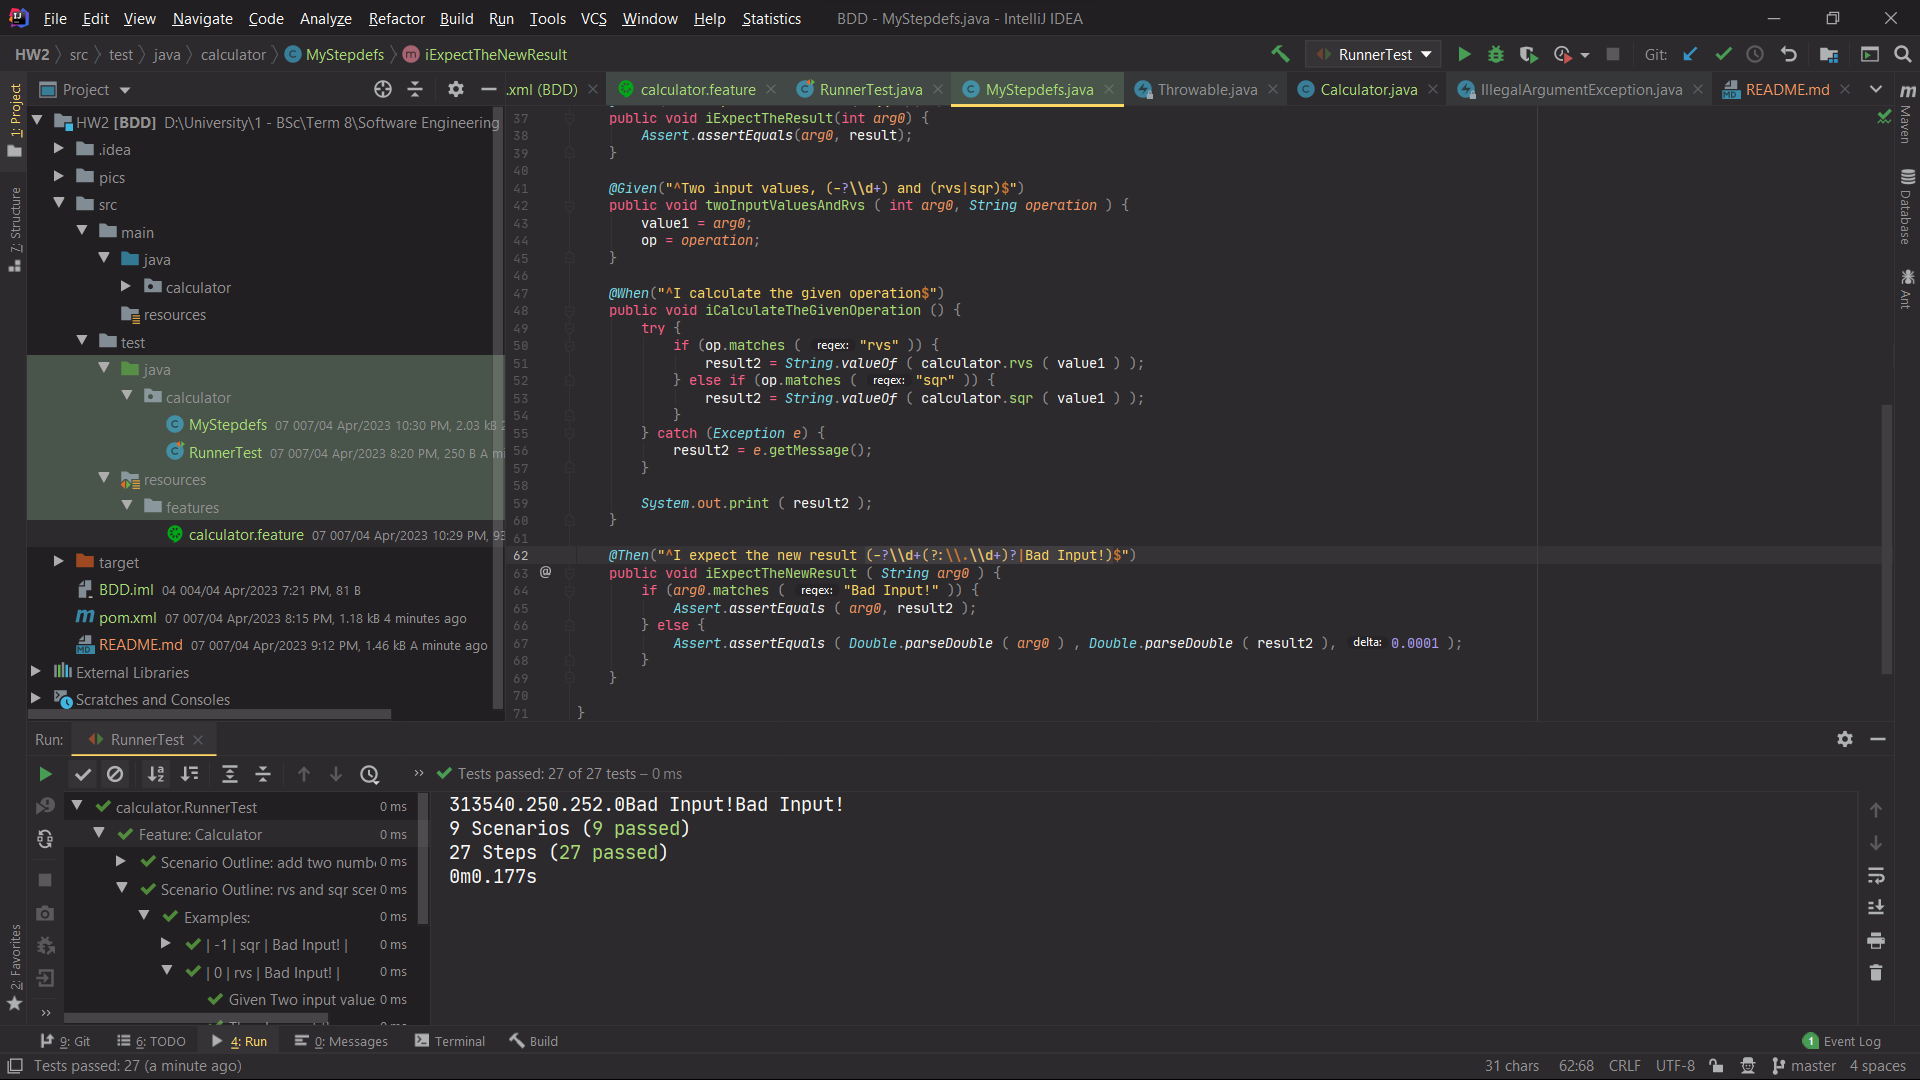 File Edit View Navigate Code Analyze Refactor Build Run Tools VCS Window Help Statistics BDD - MyStepdefs.java - IntelliJ IDEA
HW2 src test java calculator MyStepdefs iExpectTheNewResult RunnerTest Git:
1: Project
7: Structure
2: Favorites
Project
HW2 [BDD] D:\University\1 - BSc\Term 8\Software Engineering
.idea
pics
src
main
java
calculator
resources
test
java
calculator
MyStepdefs 07 007/04 Apr/2023 10:30 PM, 2.03 kB 2
RunnerTest 07 007/04 Apr/2023 8:20 PM, 250 B A mi
resources
features
calculator.feature 07 007/04 Apr/2023 10:29 PM, 93
target
BDD.iml 04 004/04 Apr/2023 7:21 PM, 81 B
pom.xml 07 007/04 Apr/2023 8:15 PM, 1.18 kB 4 minutes ago
README.md 07 007/04 Apr/2023 9:12 PM, 1.46 kB A minute ago
External Libraries
Scratches and Consoles
.xml (BDD) calculator.feature RunnerTest.java MyStepdefs.java Throwable.java Calculator.java IllegalArgumentException.java README.md
37 public void iExpectTheResult(int arg0) {
38 Assert.assertEquals(arg0, result);
39 }
40
41 @Given("^Two input values, (-?\\d+) and (rvs|sqr)$")
42 public void twoInputValuesAndRvs ( int arg0, String operation ) {
43 value1 = arg0;
44 op = operation;
45 }
46
47 @When("^I calculate the given operation$")
48 public void iCalculateTheGivenOperation () {
49 try {
50 if (op.matches ( regex: "rvs" )) {
51 result2 = String.valueOf ( calculator.rvs ( value1 ) );
52 } else if (op.matches ( regex: "sqr" )) {
53 result2 = String.valueOf ( calculator.sqr ( value1 ) );
54 }
55 } catch (Exception e) {
56 result2 = e.getMessage();
57 }
58
59 System.out.print ( result2 );
60 }
61
62 @Then("^I expect the new result (-?\\d+(?:\\.\\d+)?|Bad Input!)$")
63 @ public void iExpectTheNewResult ( String arg0 ) {
64 if (arg0.matches ( regex: "Bad Input!" )) {
65 Assert.assertEquals ( arg0, result2 );
66 } else {
67 Assert.assertEquals ( Double.parseDouble ( arg0 ) , Double.parseDouble ( result2 ), delta: 0.0001 );
68 }
69 }
70
71 }
Maven
Database
Ant
Run: RunnerTest
Tests passed: 27 of 27 tests – 0 ms
calculator.RunnerTest 0 ms
Feature: Calculator 0 ms
Scenario Outline: add two numbe 0 ms
Scenario Outline: rvs and sqr scer 0 ms
Examples: 0 ms
| -1 | sqr | Bad Input! | 0 ms
| 0 | rvs | Bad Input! | 0 ms
Given Two input value 0 ms
313540.250.252.0Bad Input!Bad Input!
9 Scenarios (9 passed)
27 Steps (27 passed)
0m0.177s
9: Git 6: TODO 4: Run 0: Messages Terminal Build 1 Event Log
Tests passed: 27 (a minute ago) 31 chars 62:68 CRLF UTF-8 master 4 spaces